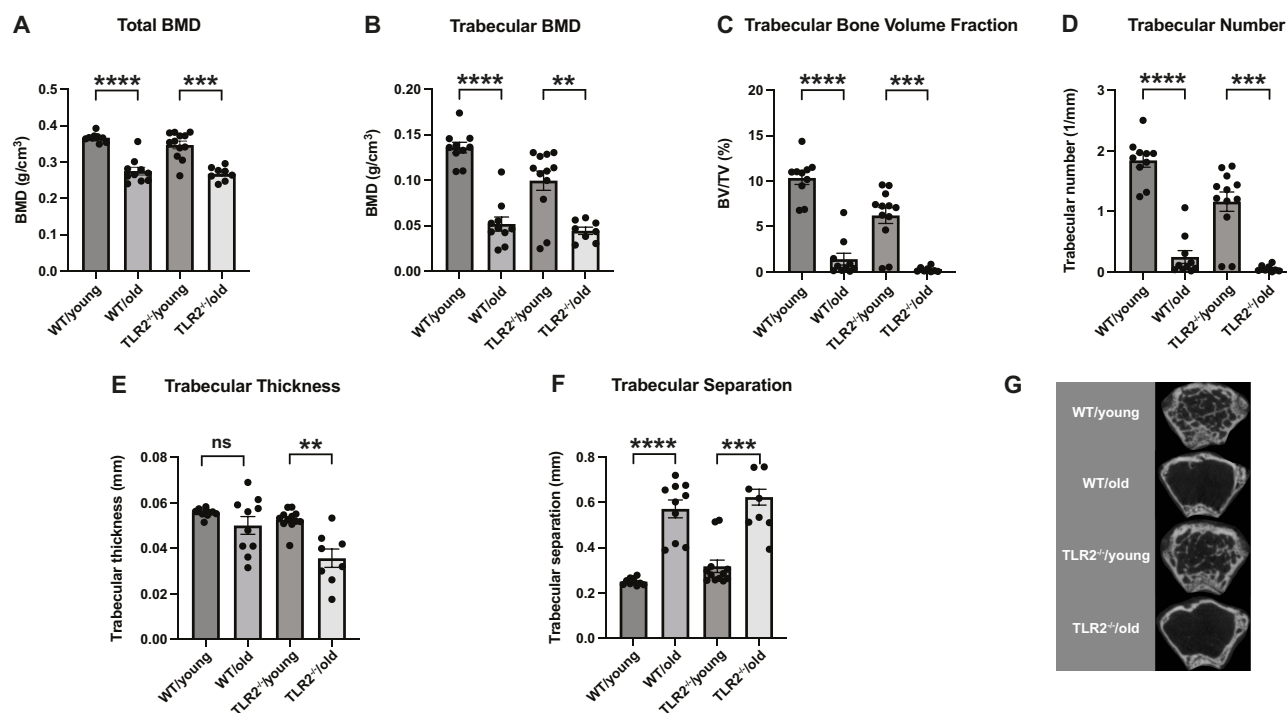 A Total BMD
B Trabecular BMD
C Trabecular Bone Volume Fraction
D Trabecular Number
BMD (g/cm³)
0.5
0.4
0.3
0.2
0.1
0.0
****
***
WT/young
WT/old
TLR2⁻/⁻/young
TLR2⁻/⁻/old
BMD (g/cm³)
0.20
0.15
0.10
0.05
0.00
****
**
WT/young
WT/old
TLR2⁻/⁻/young
TLR2⁻/⁻/old
BV/TV (%)
20
15
10
5
0
****
***
WT/young
WT/old
TLR2⁻/⁻/young
TLR2⁻/⁻/old
Trabecular number (1/mm)
3
2
1
0
****
***
WT/young
WT/old
TLR2⁻/⁻/young
TLR2⁻/⁻/old
E Trabecular Thickness
F Trabecular Separation
G
Trabecular thickness (mm)
0.08
0.06
0.04
0.02
0.00
ns
**
WT/young
WT/old
TLR2⁻/⁻/young
TLR2⁻/⁻/old
Trabecular separation (mm)
0.8
0.6
0.4
0.2
0.0
****
***
WT/young
WT/old
TLR2⁻/⁻/young
TLR2⁻/⁻/old
WT/young
WT/old
TLR2⁻/⁻/young
TLR2⁻/⁻/old